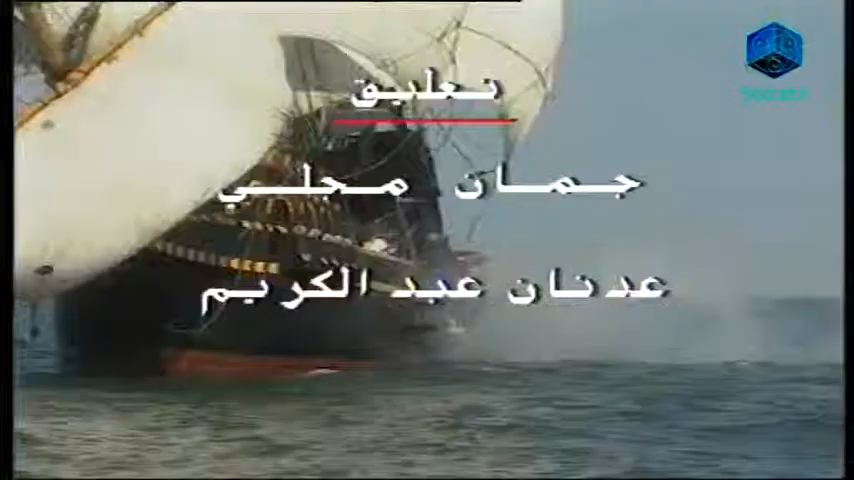 تعليق
جمان مجلي
عدنان عبد الكريم